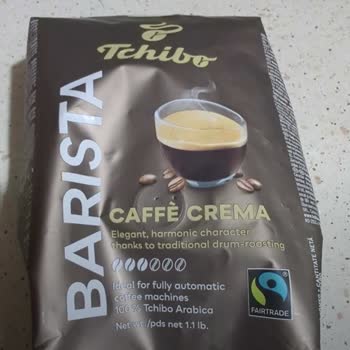 Tchibo
BARISTA
CAFFÈ CREMA
Elegant, harmonic character
thanks to traditional drum-roasting
Ideal for fully automatic
coffee machines
100 % Tchibo Arabica
Net wt./pds net 1.1 lb.
FAIRTRADE